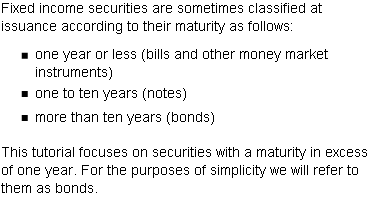 Fixed income securities are sometimes classified at
issuance according to their maturity as follows:
▪ one year or less (bills and other money market
instruments)
▪ one to ten years (notes)
▪ more than ten years (bonds)
This tutorial focuses on securities with a maturity in excess
of one year. For the purposes of simplicity we will refer to
them as bonds.